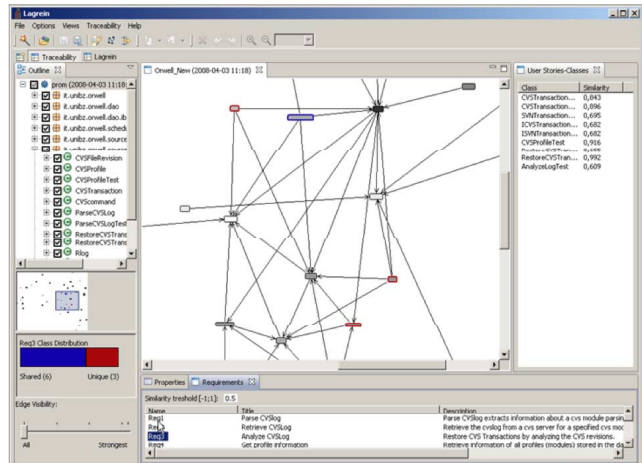 Lagrein
File Options Views Traceability Help
Traceability Lagrein
Outline
prom (2008-04-03 11:18:
it.unibz.orwell
it.unibz.orwell.dao
it.unibz.orwell.dao.ib
it.unibz.orwell.schedu
it.unibz.orwell.source
CVSFileRevision
CVSProfile
CVSProfileTest
CVSTransaction
CVScommand
ParseCVSLog
ParseCVSLogTest
RestoreCVSTrans
RestoreCVSTrans
Rlog
Req3 Class Distribution
Shared (6) Unique (3)
Edge Visibility:
All Strongest
Orwell_New (2008-04-03 11:18)
User Stories-Classes
Class Similarity
CVSTransaction... 0,843
CVSTransaction... 0,896
SVNTransaction... 0,695
ICVSTransaction... 0,682
ISVNTransaction... 0,682
CVSProfileTest 0,916
RestoreCVSTran... 0,992
AnalyzeLogTest 0,609
Properties Requirements
Similarity treshold [-1;1]: 0.5
Name Title Description
Req1 Parse CVSlog Parse CVSlog extracts information about a cvs module parsin
Retrieve CVSLog Retrieve the cvslog from a cvs server for a specified cvs moc
Req3 Analyze CVSLog Restore CVS Transactions by analyzing the CVS revisions.
Req4 Get profile information Retrieve information of all profiles (modules) stored in the da